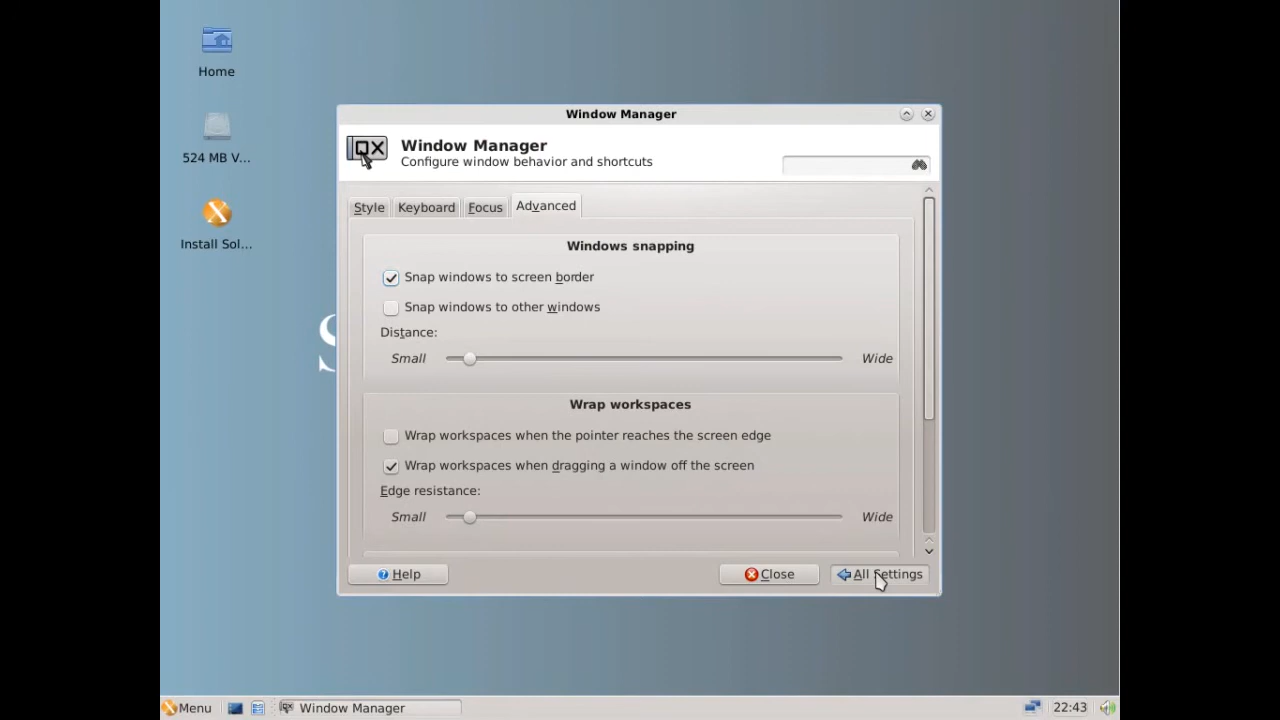 Home
524 MB V...
Install Sol...
Window Manager
Window Manager
Configure window behavior and shortcuts
Style Keyboard Focus Advanced
Windows snapping
Snap windows to screen border
Snap windows to other windows
Distance:
Small Wide
Wrap workspaces
Wrap workspaces when the pointer reaches the screen edge
Wrap workspaces when dragging a window off the screen
Edge resistance:
Small Wide
Help Close All Settings
S
Menu Window Manager 22:43